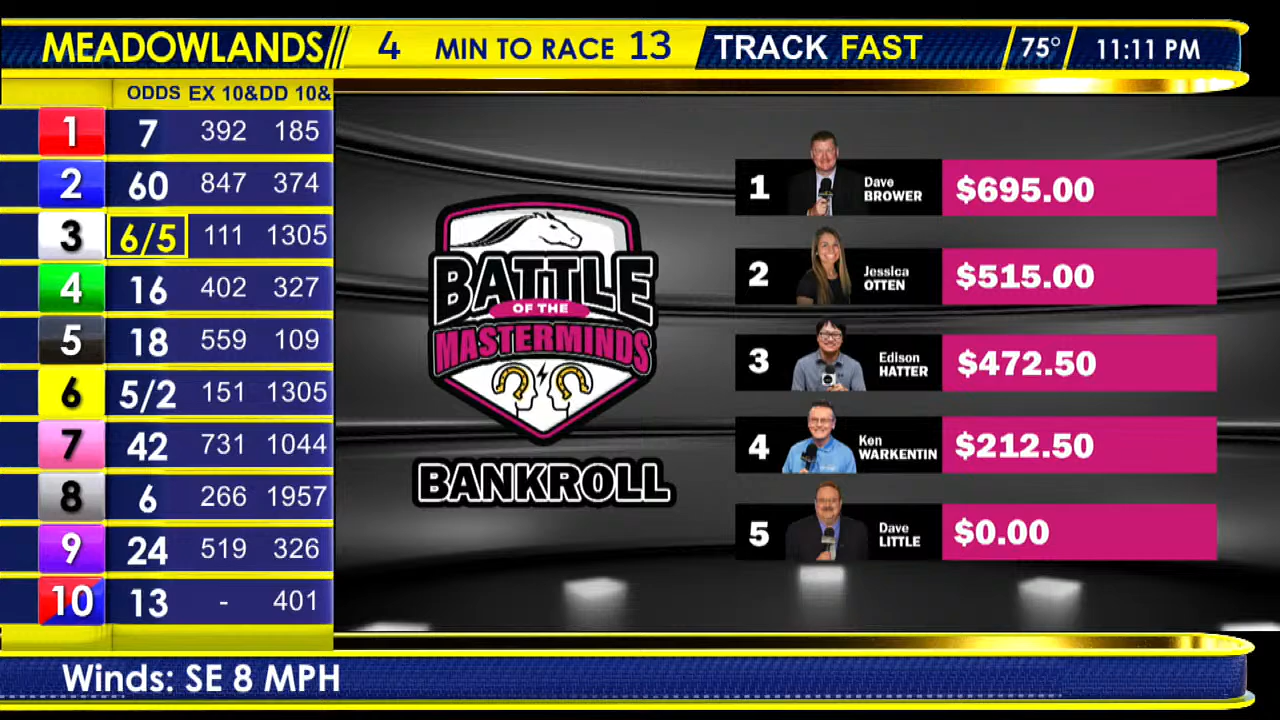 MEADOWLANDS// 4 MIN TO RACE 13 TRACK FAST 75° 11:11 PM
ODDS EX 10& DD 10&
1 7 392 185
2 60 847 374
3 6/5 111 1305
4 16 402 327
5 18 559 109
6 5/2 151 1305
7 42 731 1044
8 6 266 1957
9 24 519 326
10 13 - 401
BATTLE
OF THE
MASTERMINDS
BANKROLL
1 Dave BROWER $695.00
2 Jessica OTTEN $515.00
3 Edison HATTER $472.50
4 Ken WARKENTIN $212.50
5 Dave LITTLE $0.00
Winds: SE 8 MPH